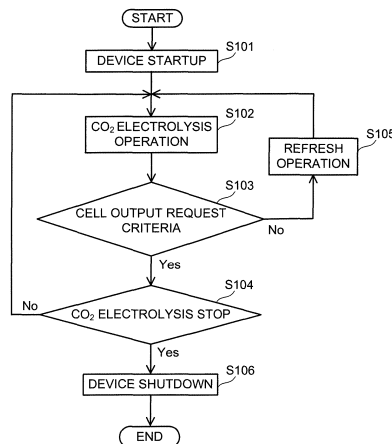 START
S101
DEVICE STARTUP
S102
CO₂ ELECTROLYSIS
OPERATION
S105
REFRESH
OPERATION
S103
CELL OUTPUT REQUEST
CRITERIA
No
Yes
S104
No
CO₂ ELECTROLYSIS STOP
Yes
S106
DEVICE SHUTDOWN
END